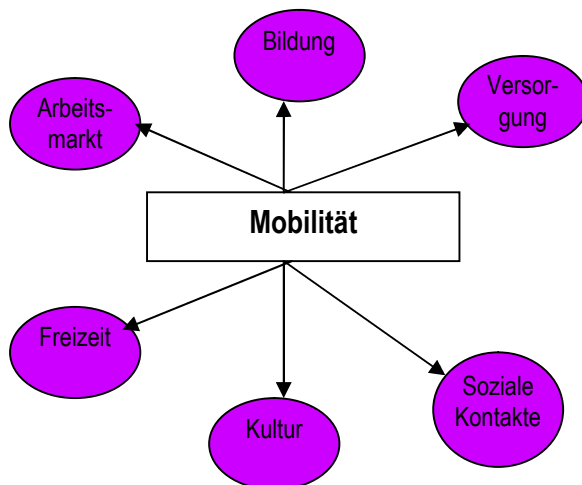 Bildung
Arbeits-
markt
Versor-
gung
Mobilität
Freizeit
Soziale
Kontakte
Kultur